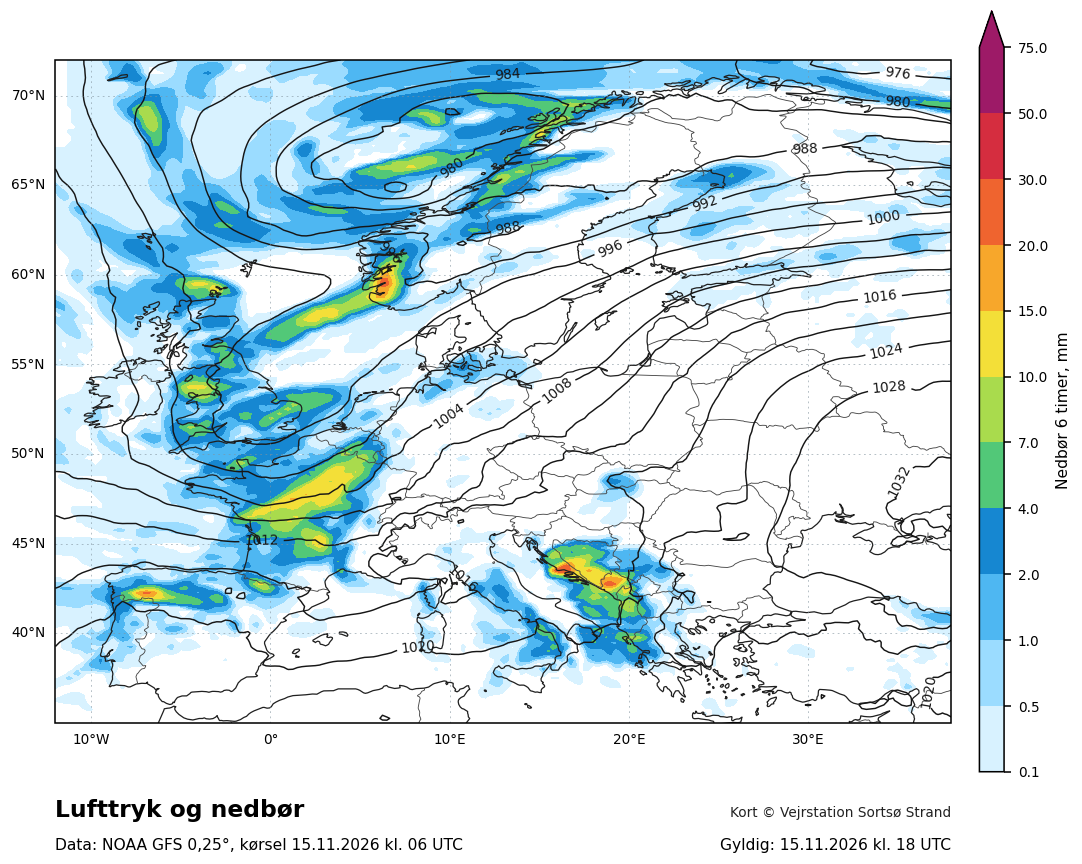 984
976
75.0
70°N
980
50.0
988
980
65°N
992
30.0
1000
988
996
20.0
60°N
1016
15.0
55°N
1024
1028
10.0
1008
1004
7.0
50°N
1032
4.0
1012
45°N
1016
2.0
40°N
1020
1.0
1020
0.5
0.1
10°W
0°
10°E
20°E
30°E
Nedbør 6 timer, mm
Lufttryk og nedbør
Kort © Vejrstation Sortsø Strand
Data: NOAA GFS 0,25°, kørsel 15.11.2026 kl. 06 UTC
Gyldig: 15.11.2026 kl. 18 UTC